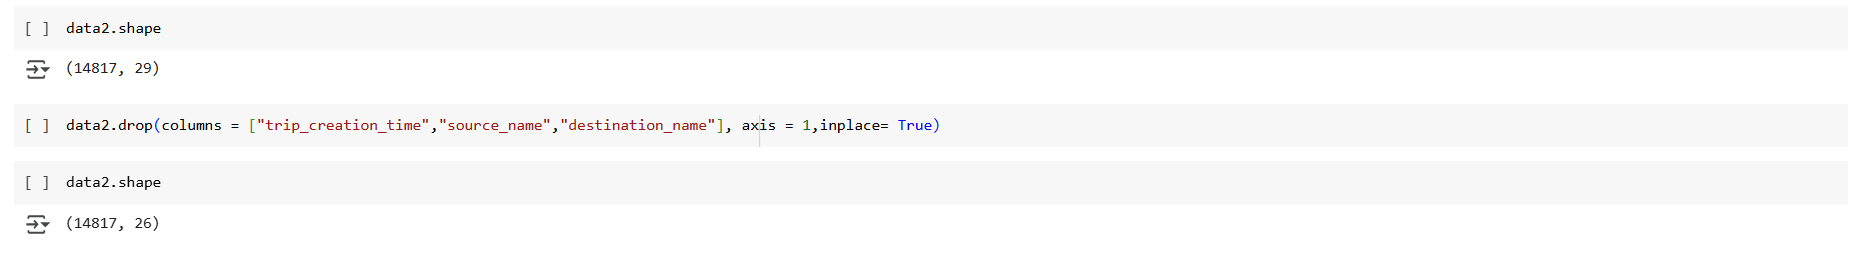 [ ] data2.shape
(14817, 29)
[ ] data2.drop(columns = ["trip_creation_time","source_name","destination_name"], axis = 1,inplace= True)
[ ] data2.shape
(14817, 26)